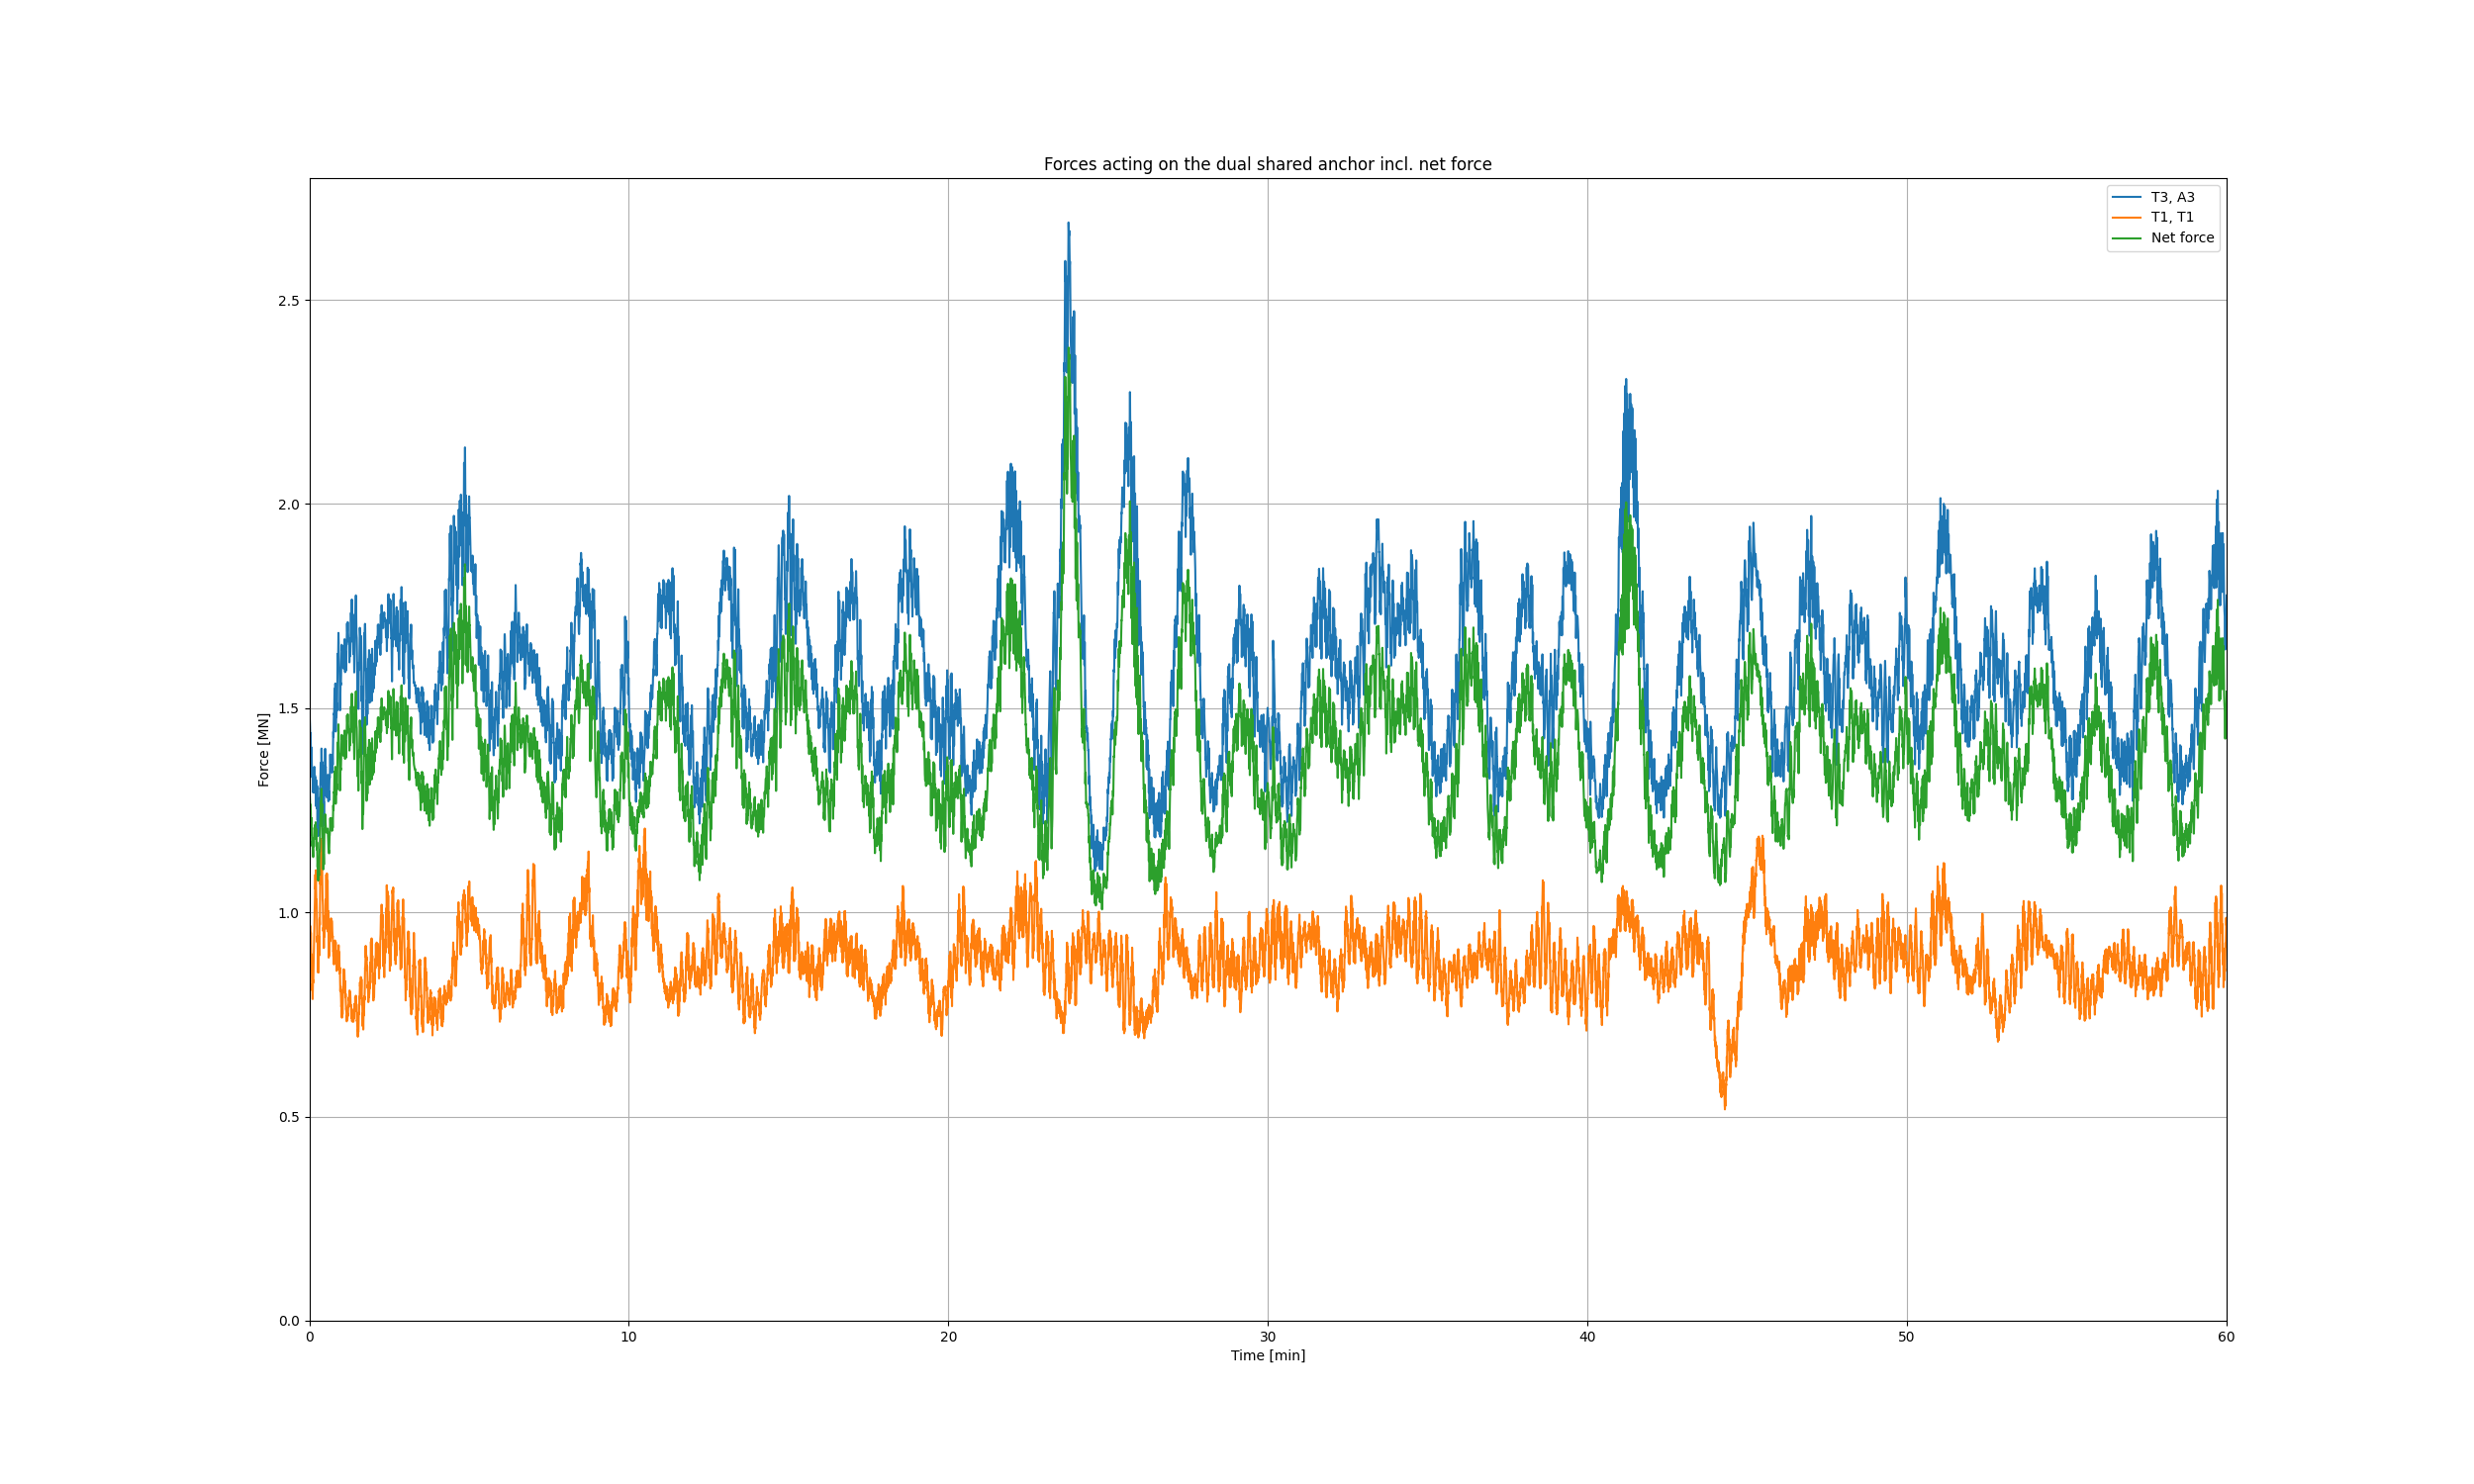 Forces acting on the dual shared anchor incl. net force
T3, A3
T1, T1
Net force
Force [MN]
2.5
2.0
1.5
1.0
0.5
0.0
0 10 20 30 40 50 60
Time [min]